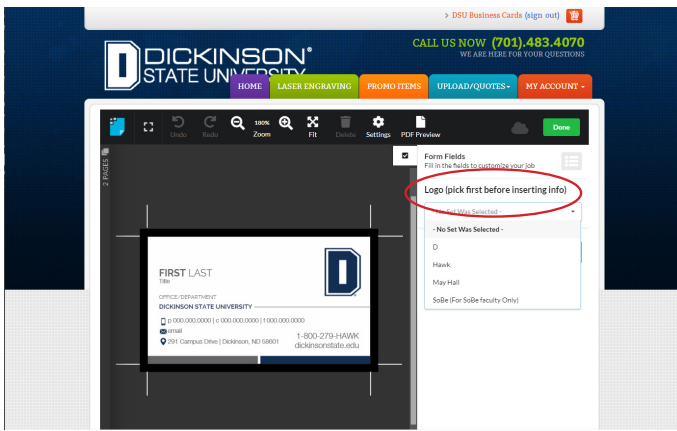 > DSU Business Cards (sign out)
DICKINSON®
STATE UNIVERSITY
CALL US NOW (701).483.4070
WE ARE HERE FOR YOUR QUESTIONS
HOME LASER ENGRAVING PROMO ITEMS UPLOAD/QUOTES MY ACCOUNT
Undo Redo 180% Zoom Fit Delete Settings PDF Preview Done
2 PAGES
Form Fields
Fill in the fields to customize your job
Logo (pick first before inserting info)
- No Set Was Selected -
- No Set Was Selected -
D
Hawk
May Hall
SoBe (For SoBe faculty Only)
FIRST LAST
Title
D
OFFICE/DEPARTMENT
DICKINSON STATE UNIVERSITY
p 000.000.0000 | c 000.000.0000 | f 000.000.0000
email
291 Campus Drive | Dickinson, ND 58601
1-800-279-HAWK
dickinsonstate.edu